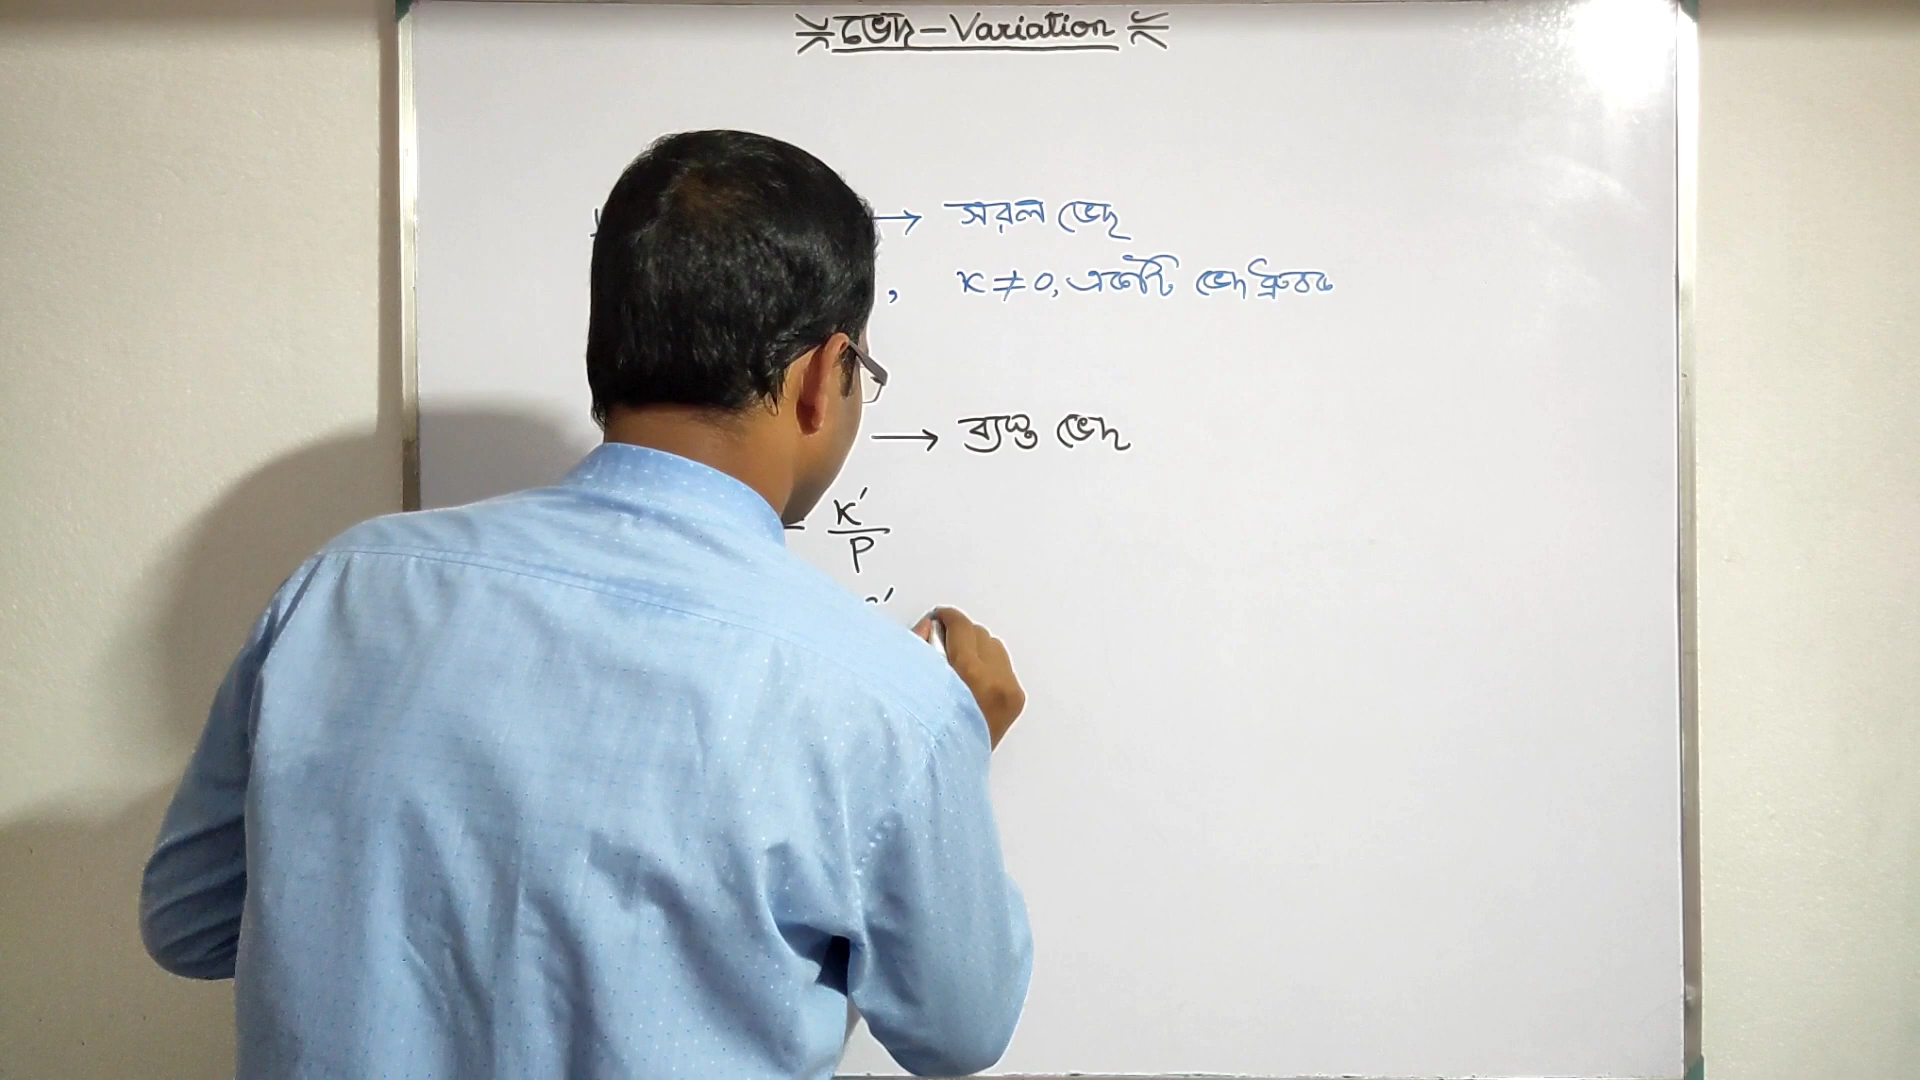 ভেদ - Variation
→ সরল ভেদ
, K ≠ 0, একটি ভেদ ধ্রুবক
→ ব্যস্ত ভেদ
= K′/P